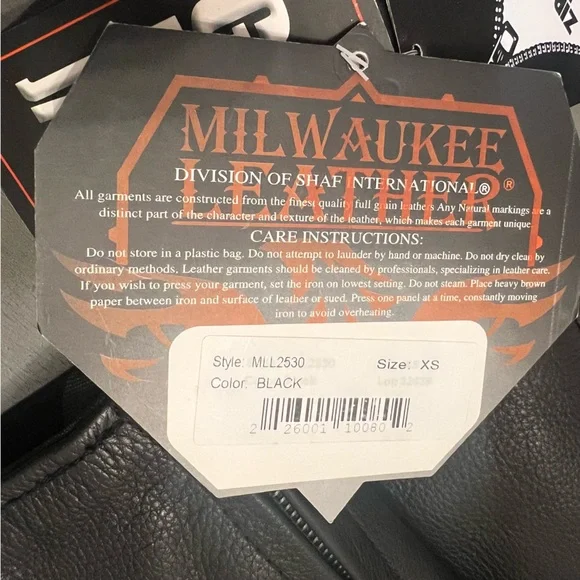 MILWAUKEE
LEATHER®
DIVISION OF SHAF INTERNATIONAL®
All garments are constructed from the finest quality full grain leathers Any Natural markings are a
distinct part of the character and texture of the leather, which makes each garment unique.
CARE INSTRUCTIONS:
Do not store in a plastic bag. Do not attempt to launder by hand or machine. Do not dry clean by
ordinary methods. Leather garments should be cleaned by professionals, specializing in leather care.
If you wish to press your garment, set the iron on lowest setting. Do not steam. Place heavy brown
paper between iron and surface of leather or sued. Press one panel at a time, constantly moving
iron to avoid overheating.
Style: MLL2530 Size: XS
Color: BLACK
2 26001 10080 2